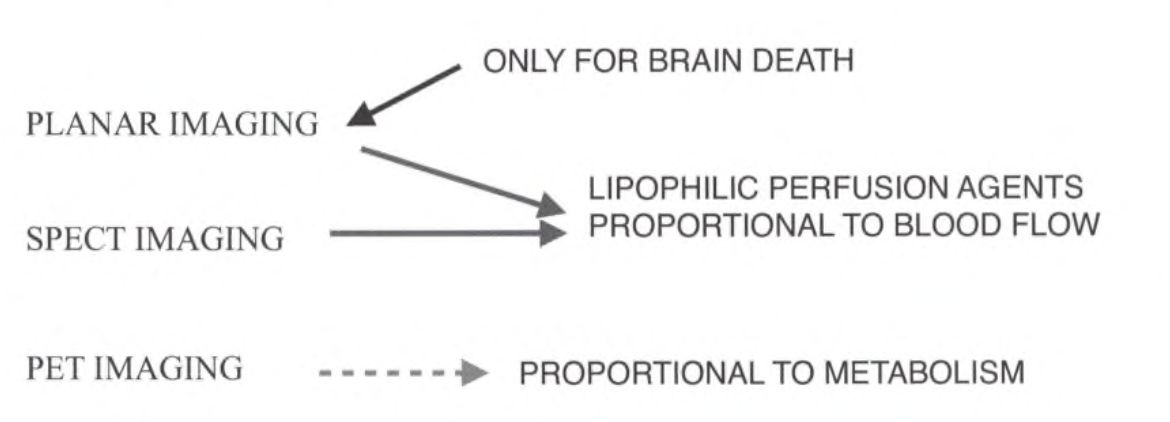 ONLY FOR BRAIN DEATH
PLANAR IMAGING
LIPOPHILIC PERFUSION AGENTS
PROPORTIONAL TO BLOOD FLOW
SPECT IMAGING
PET IMAGING
PROPORTIONAL TO METABOLISM